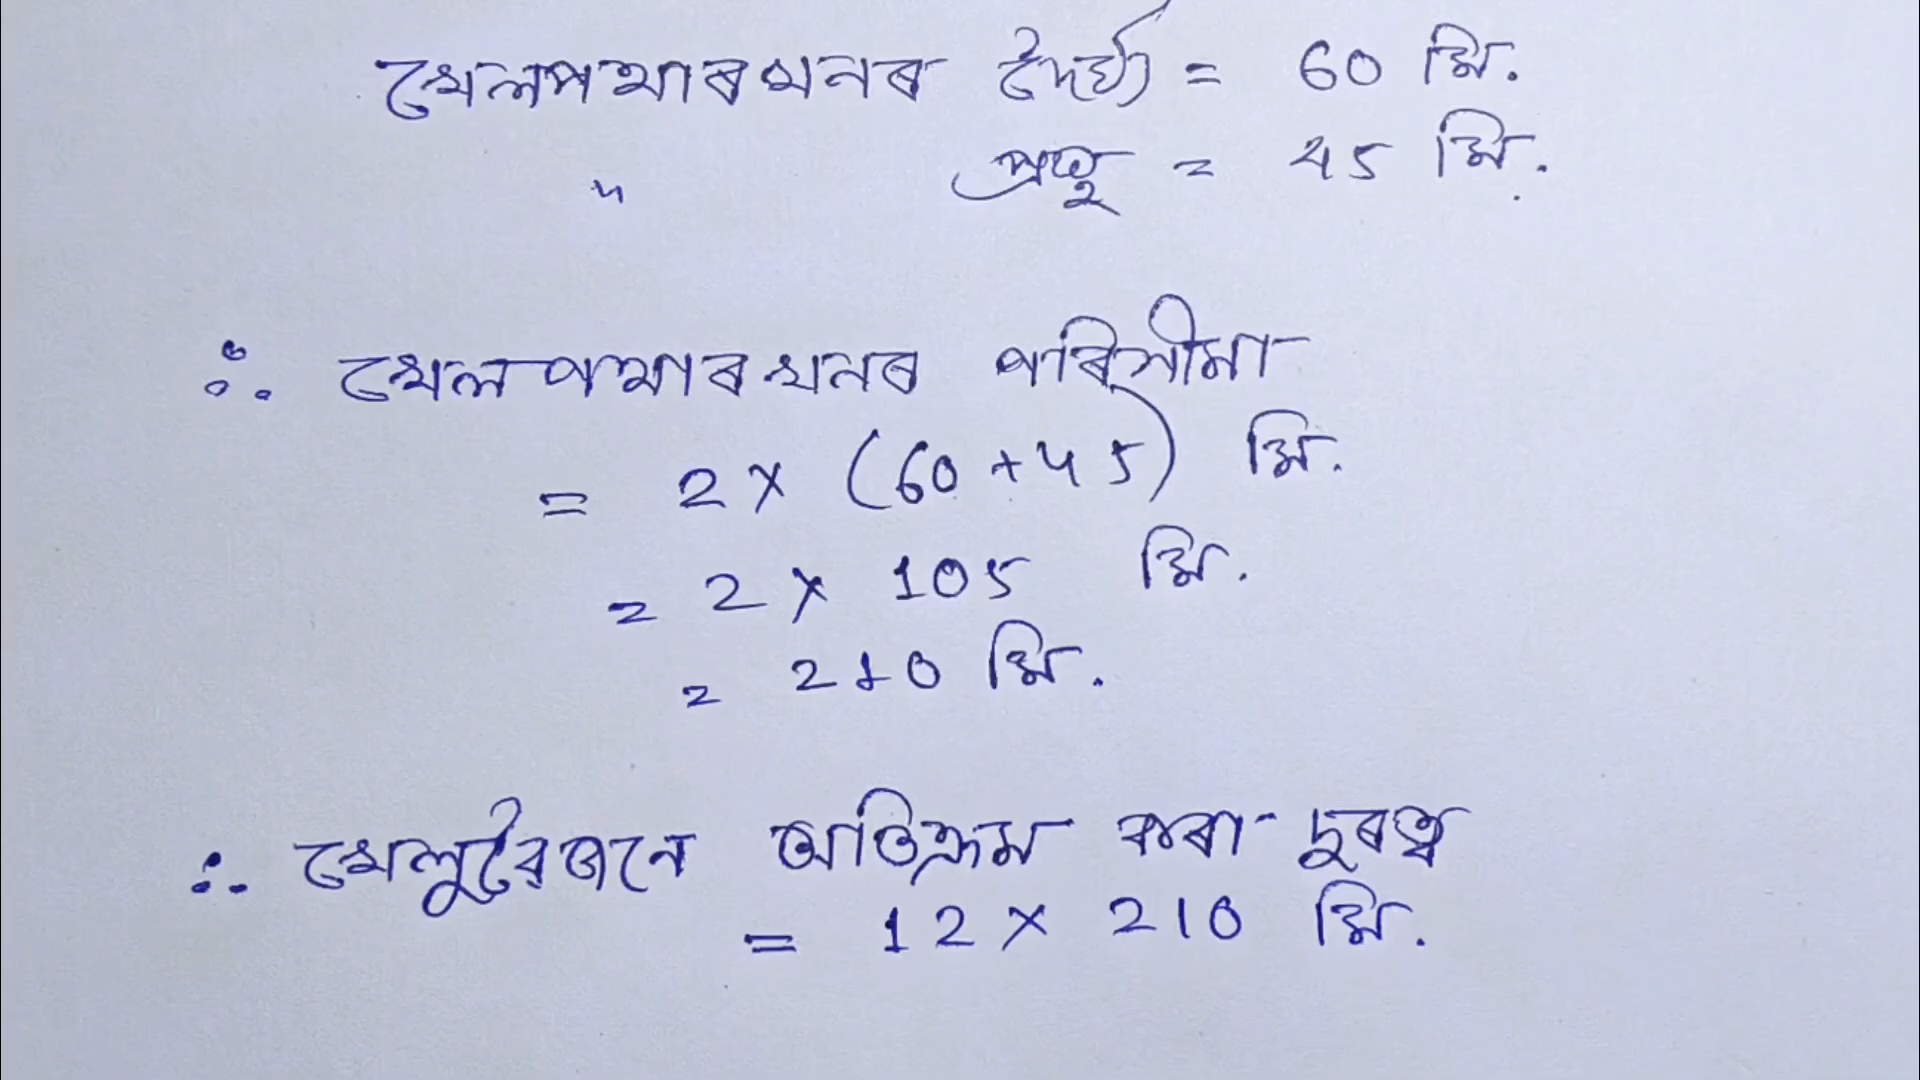 খেলপথাৰখনৰ দৈৰ্ঘ্য = 60 মি.
" প্ৰস্থ = 45 মি.
∴ খেলপথাৰখনৰ পৰিসীমা
= 2 × (60 + 45) মি.
= 2 × 105 মি.
= 210 মি.
∴ খেলুৱৈজনে অতিক্ৰম কৰা দুৰত্ব
= 12 × 210 মি.